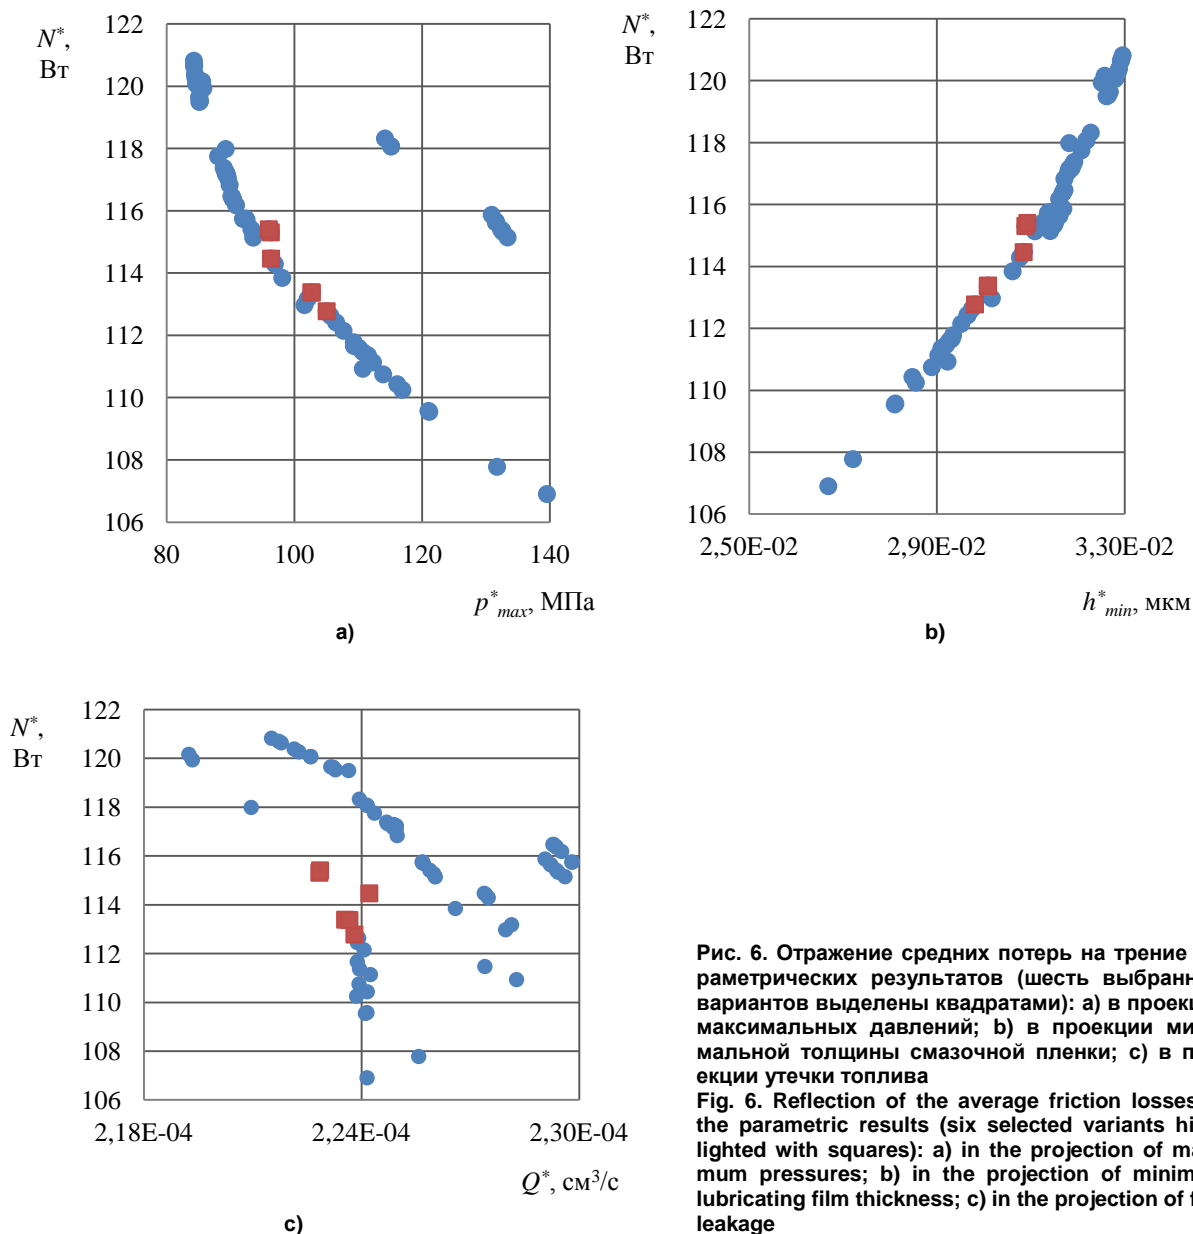 N*,
Вт
122
120
118
116
114
112
110
108
106
80 100 120 140
p*max, МПа
a)
N*,
Вт
122
120
118
116
114
112
110
108
106
2,50E-02 2,90E-02 3,30E-02
h*min, мкм
b)
N*,
Вт
122
120
118
116
114
112
110
108
106
2,18E-04 2,24E-04 2,30E-04
Q*, см³/с
c)
Рис. 6. Отражение средних потерь на трение
раметрических результатов (шесть выбранн
вариантов выделены квадратами): a) в проекц
максимальных давлений; b) в проекции ми
мальной толщины смазочной пленки; c) в п
екции утечки топлива
Fig. 6. Reflection of the average friction losses
the parametric results (six selected variants hi
lighted with squares): a) in the projection of ma
mum pressures; b) in the projection of minim
lubricating film thickness; c) in the projection of f
leakage